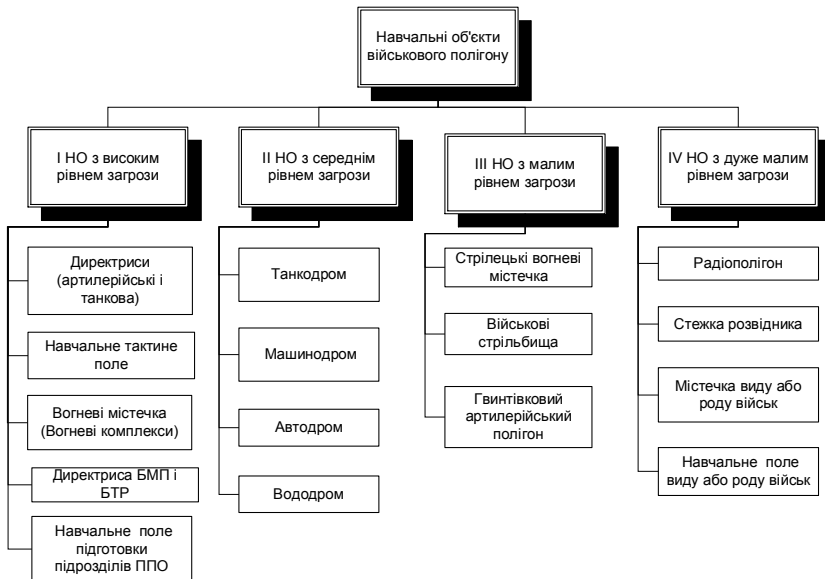 Навчальні об'єкти
військового полігону
І НО з високим
рівнем загрози
Директриси
(артилерійські і
танкова)
Навчальне тактине
поле
Вогневі містечка
(Вогневі комплекси)
Директриса БМП і
БТР
Навчальне поле
підготовки
підрозділів ППО
ІІ НО з середнім
рівнем загрози
Танкодром
Машинодром
Автодром
Вододром
ІІІ НО з малим
рівнем загрози
Стрілецькі вогневі
містечка
Військові
стрільбища
Гвинтівковий
артилерійський
полігон
IV НО з дуже малим
рівнем загрози
Радіополігон
Стежка розвідника
Містечка виду або
роду військ
Навчальне поле
виду або роду військ